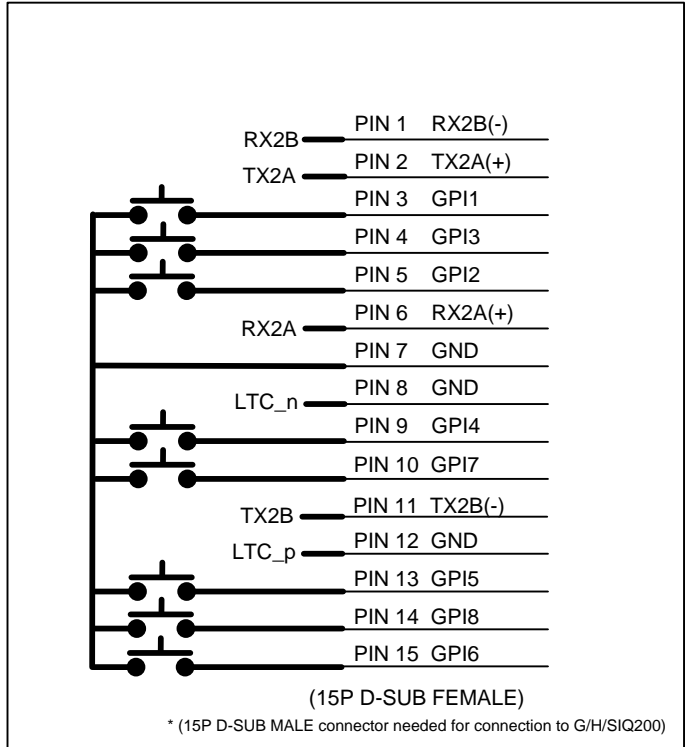 RX2B PIN 1 RX2B(-)
TX2A PIN 2 TX2A(+)
PIN 3 GPI1
PIN 4 GPI3
PIN 5 GPI2
RX2A PIN 6 RX2A(+)
PIN 7 GND
LTC_n PIN 8 GND
PIN 9 GPI4
PIN 10 GPI7
TX2B PIN 11 TX2B(-)
LTC_p PIN 12 GND
PIN 13 GPI5
PIN 14 GPI8
PIN 15 GPI6
(15P D-SUB FEMALE)
* (15P D-SUB MALE connector needed for connection to G/H/SIQ200)